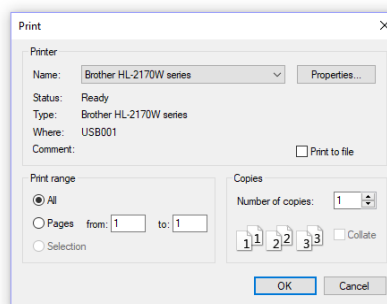 Print
Printer
Name: Brother HL-2170W series Properties...
Status: Ready
Type: Brother HL-2170W series
Where: USB001
Comment: Print to file
Print range
All
Pages from: 1 to: 1
Selection
Copies
Number of copies: 1
1 1 2 2 3 3 Collate
OK Cancel